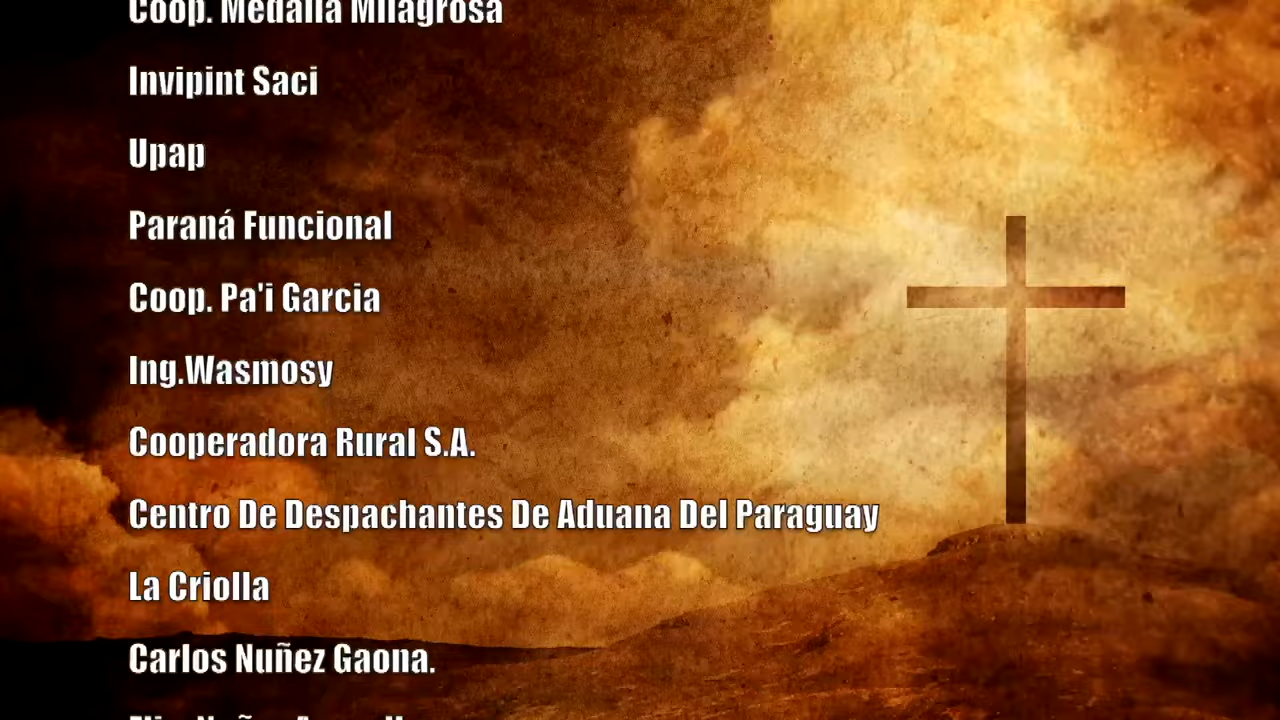 Coop. Medalla Milagrosa
Invipint Saci
Upap
Paraná Funcional
Coop. Pa'i Garcia
Ing.Wasmosy
Cooperadora Rural S.A.
Centro De Despachantes De Aduana Del Paraguay
La Criolla
Carlos Nuñez Gaona.